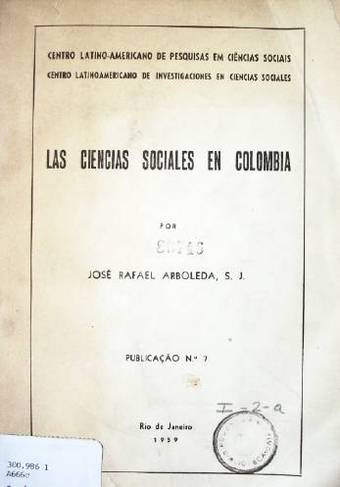 CENTRO LATINO-AMERICANO DE PESQUISAS EM CIÊNCIAS SOCIAIS
CENTRO LATINOAMERICANO DE INVESTIGACIONES EN CIENCIAS SOCIALES
LAS CIENCIAS SOCIALES EN COLOMBIA
POR
JOSÉ RAFAEL ARBOLEDA, S. J.
PUBLICAÇÃO N.º 7
I-2-a
Rio de Janeiro
1959
300.986 1
A666c